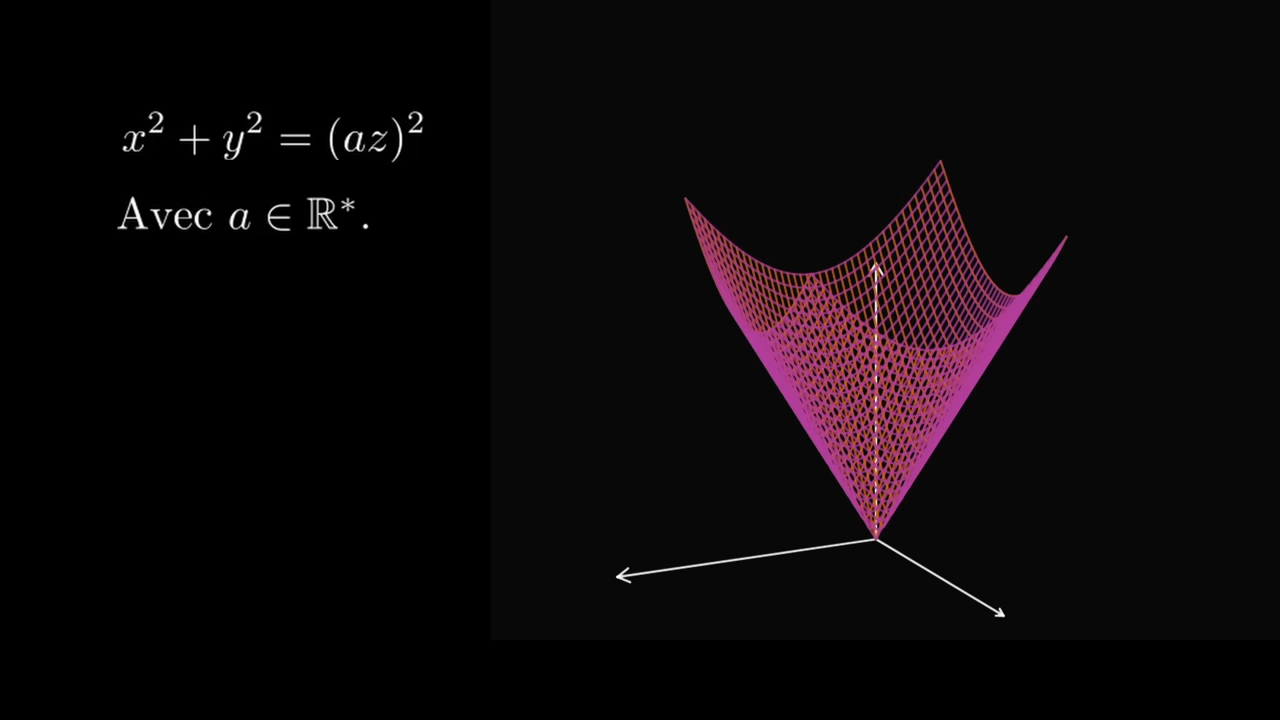 x² + y² = (az)²
Avec a ∈ ℝ*.